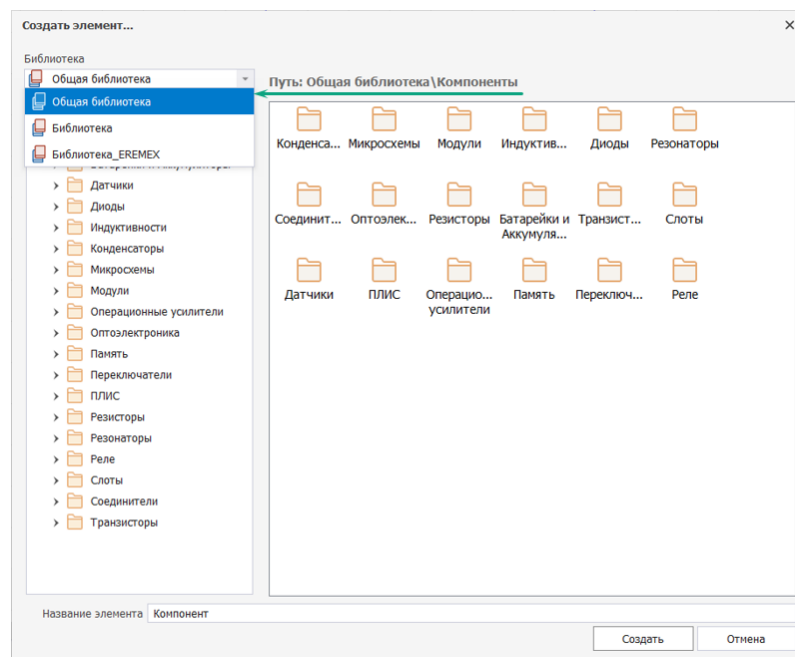 Создать элемент...
Библиотека
Общая библиотека
Общая библиотека
Библиотека
Библиотека_EREMEX
Датчики
Диоды
Индуктивности
Конденсаторы
Микросхемы
Модули
Операционные усилители
Оптоэлектроника
Память
Переключатели
ПЛИС
Резисторы
Резонаторы
Реле
Слоты
Соединители
Транзисторы
Путь: Общая библиотека\Компоненты
Конденса... Микросхемы Модули Индуктив... Диоды Резонаторы
Соединит... Оптоэлек... Резисторы Батарейки и Транзист... Слоты
Аккумуля...
Датчики ПЛИС Операцио... Память Переключ... Реле
усилители
Название элемента Компонент
Создать Отмена